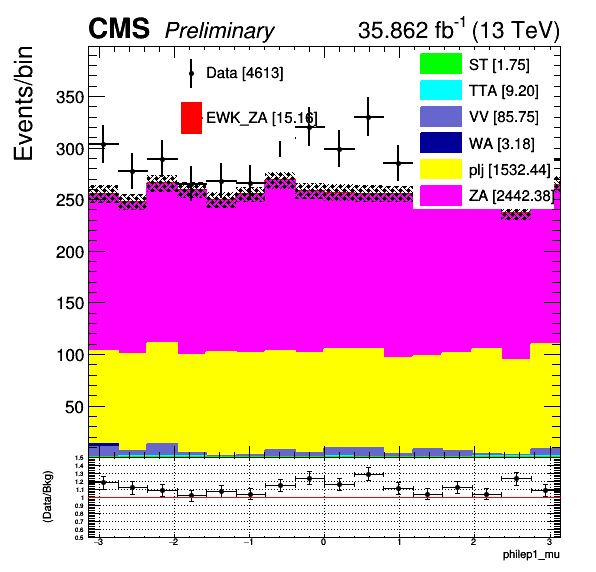 CMS Preliminary 35.862 fb⁻¹ (13 TeV)
Events/bin
Data [4613]
EWK_ZA [15.16]
ST [1.75]
TTA [9.20]
VV [85.75]
WA [3.18]
plj [1532.44]
ZA [2442.38]
350
300
250
200
150
100
50
(Data/Bkg)
1.5
1.4
1.3
1.2
1.1
1
0.9
0.8
0.7
0.6
0.5
−3 −2 −1 0 1 2 3
philep1_mu